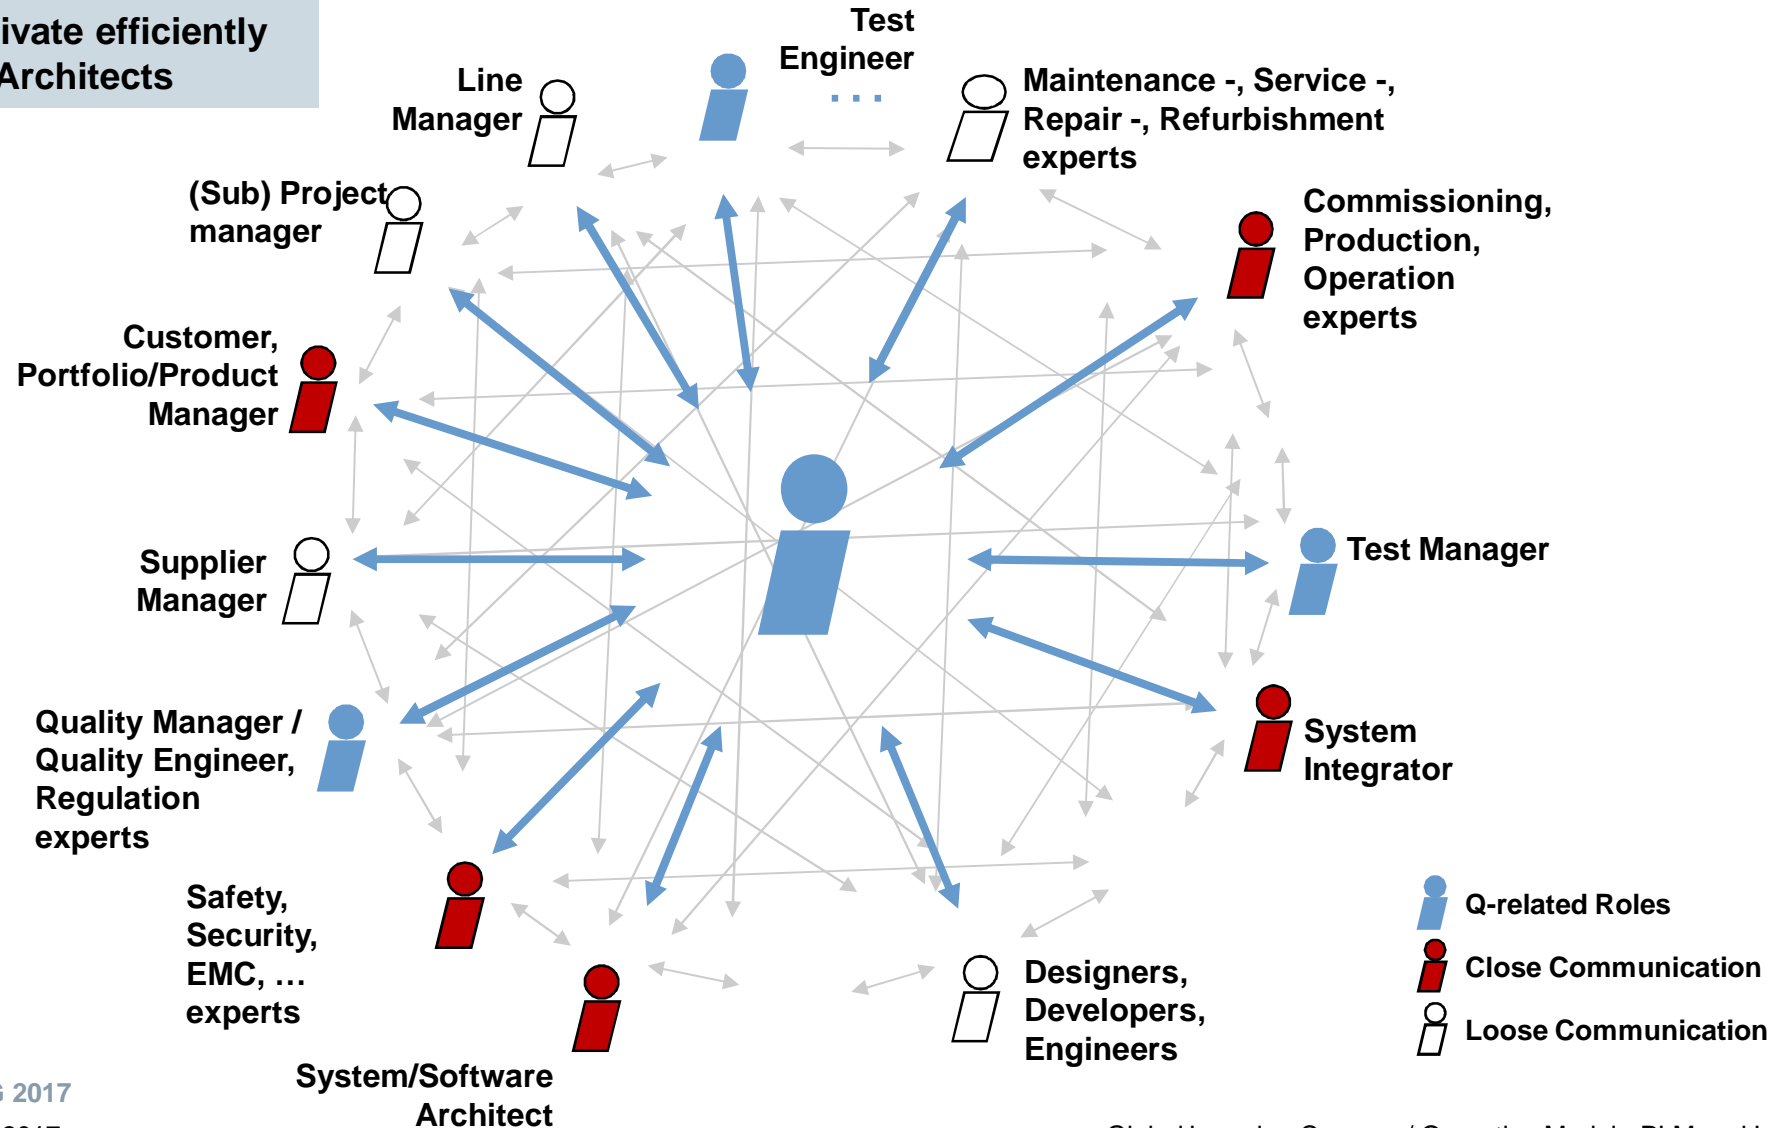 efficiently
Architects
Test
Engineer
...
Line
Manager
Maintenance -, Service -,
Repair -, Refurbishment
experts
(Sub) Project
manager
Commissioning,
Production,
Operation
experts
Customer,
Portfolio/Product
Manager
Supplier
Manager
Test Manager
Quality Manager /
Quality Engineer,
Regulation
experts
System
Integrator
Safety,
Security,
EMC, …
experts
Q-related Roles
Close Communication
Loose Communication
Designers,
Developers,
Engineers
System/Software
Architect
2017